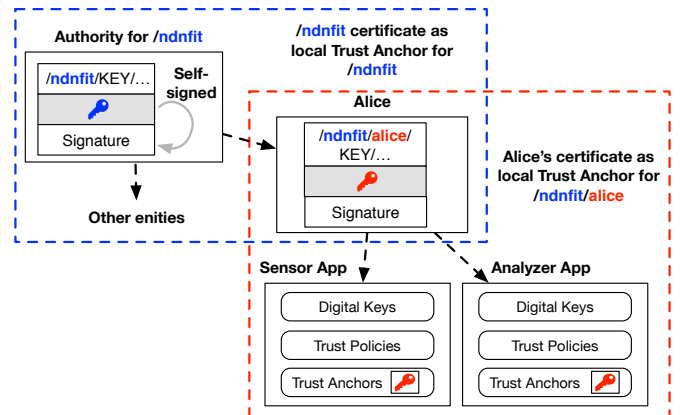 Authority for /ndnfit
/ndnfit/KEY/…
Self-
signed
Signature
Other enities
/ndnfit certificate as
local Trust Anchor for
/ndnfit
Alice
/ndnfit/alice/
KEY/…
Signature
Alice's certificate as
local Trust Anchor for
/ndnfit/alice
Sensor App
Digital Keys
Trust Policies
Trust Anchors
Analyzer App
Digital Keys
Trust Policies
Trust Anchors